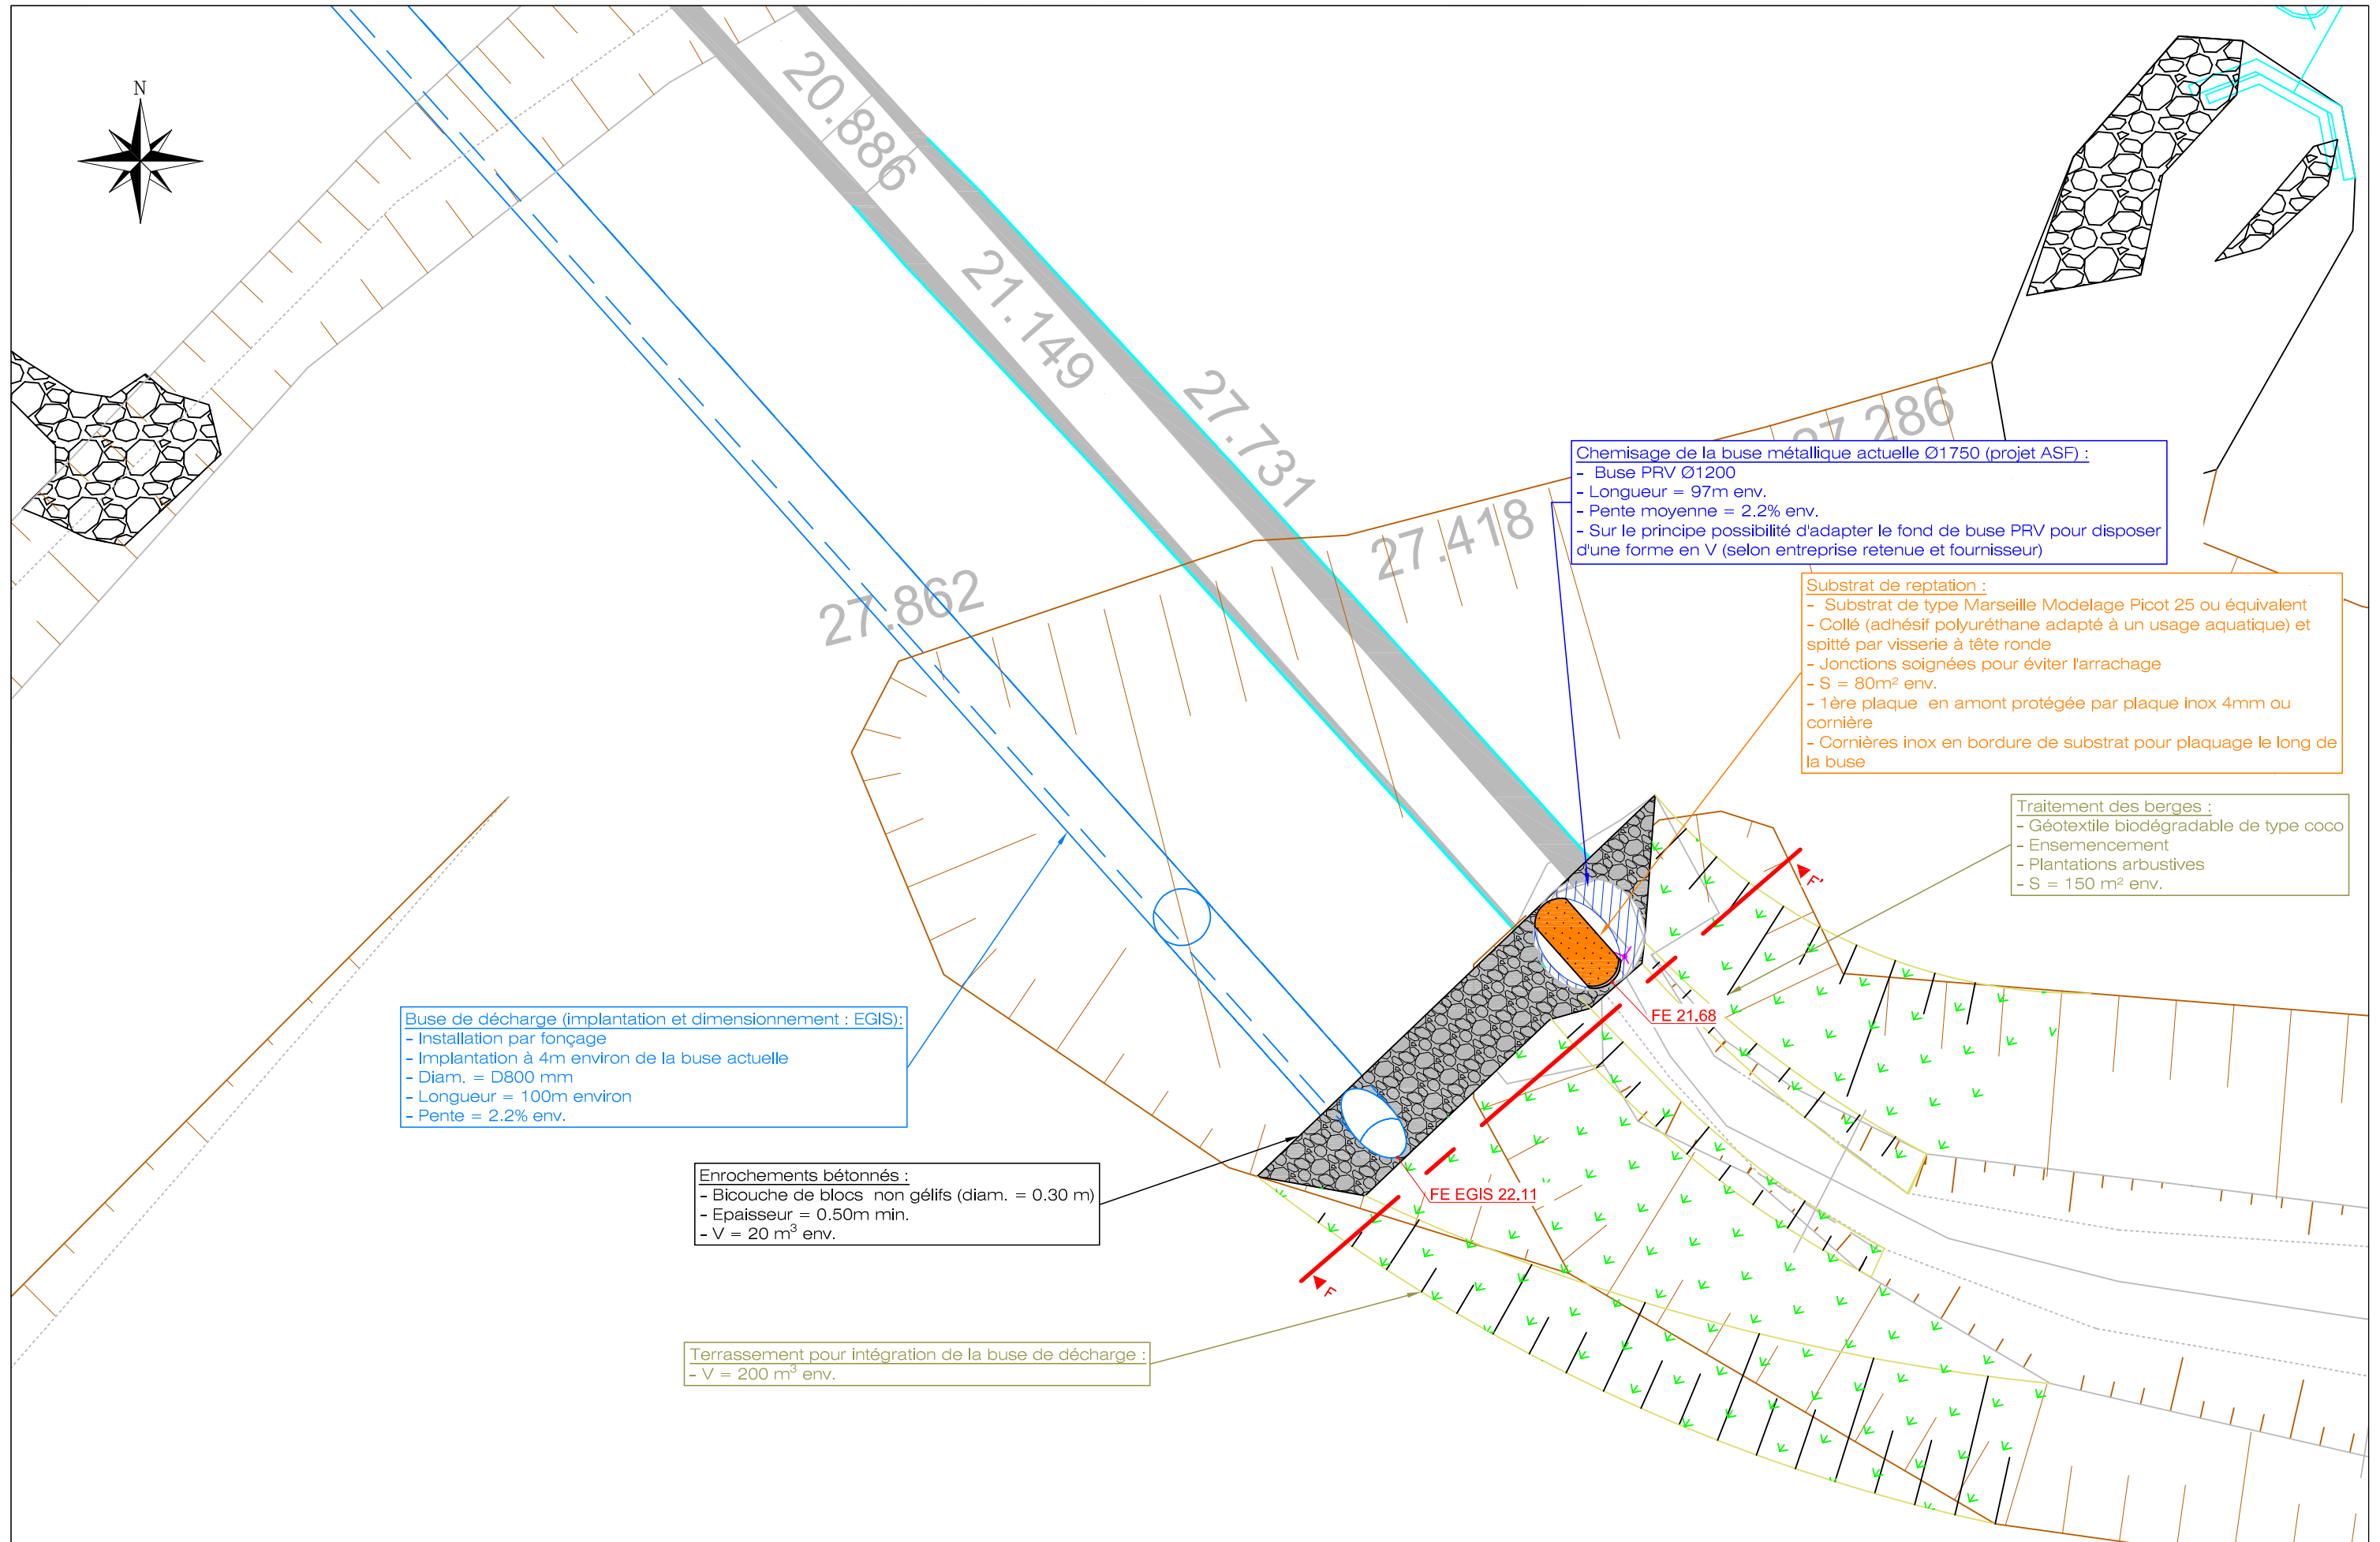 N
20.886
21.149
27.731
27.286
27.418
27.862
Chemisage de la buse métallique actuelle Ø1750 (projet ASF) :
- Buse PRV Ø1200
- Longueur = 97m env.
- Pente moyenne = 2.2% env.
- Sur le principe possibilité d'adapter le fond de buse PRV pour disposer
d'une forme en V (selon entreprise retenue et fournisseur)
Substrat de reptation :
- Substrat de type Marseille Modelage Picot 25 ou équivalent
- Collé (adhésif polyuréthane adapté à un usage aquatique) et
spitté par visserie à tête ronde
- Jonctions soignées pour éviter l'arrachage
- S = 80m² env.
- 1ère plaque en amont protégée par plaque inox 4mm ou
cornière
- Cornières inox en bordure de substrat pour plaquage le long de
la buse
Traitement des berges :
- Géotextile biodégradable de type coco
- Ensemencement
- Plantations arbustives
- S = 150 m² env.
F'
FE 21.68
Buse de décharge (implantation et dimensionnement : EGIS):
- Installation par fonçage
- Implantation à 4m environ de la buse actuelle
- Diam. = D800 mm
- Longueur = 100m environ
- Pente = 2.2% env.
Enrochements bétonnés :
- Bicouche de blocs non gélifs (diam. = 0.30 m)
- Epaisseur = 0.50m min.
- V = 20 m³ env.
FE EGIS 22.11
F
Terrassement pour intégration de la buse de décharge :
- V = 200 m³ env.